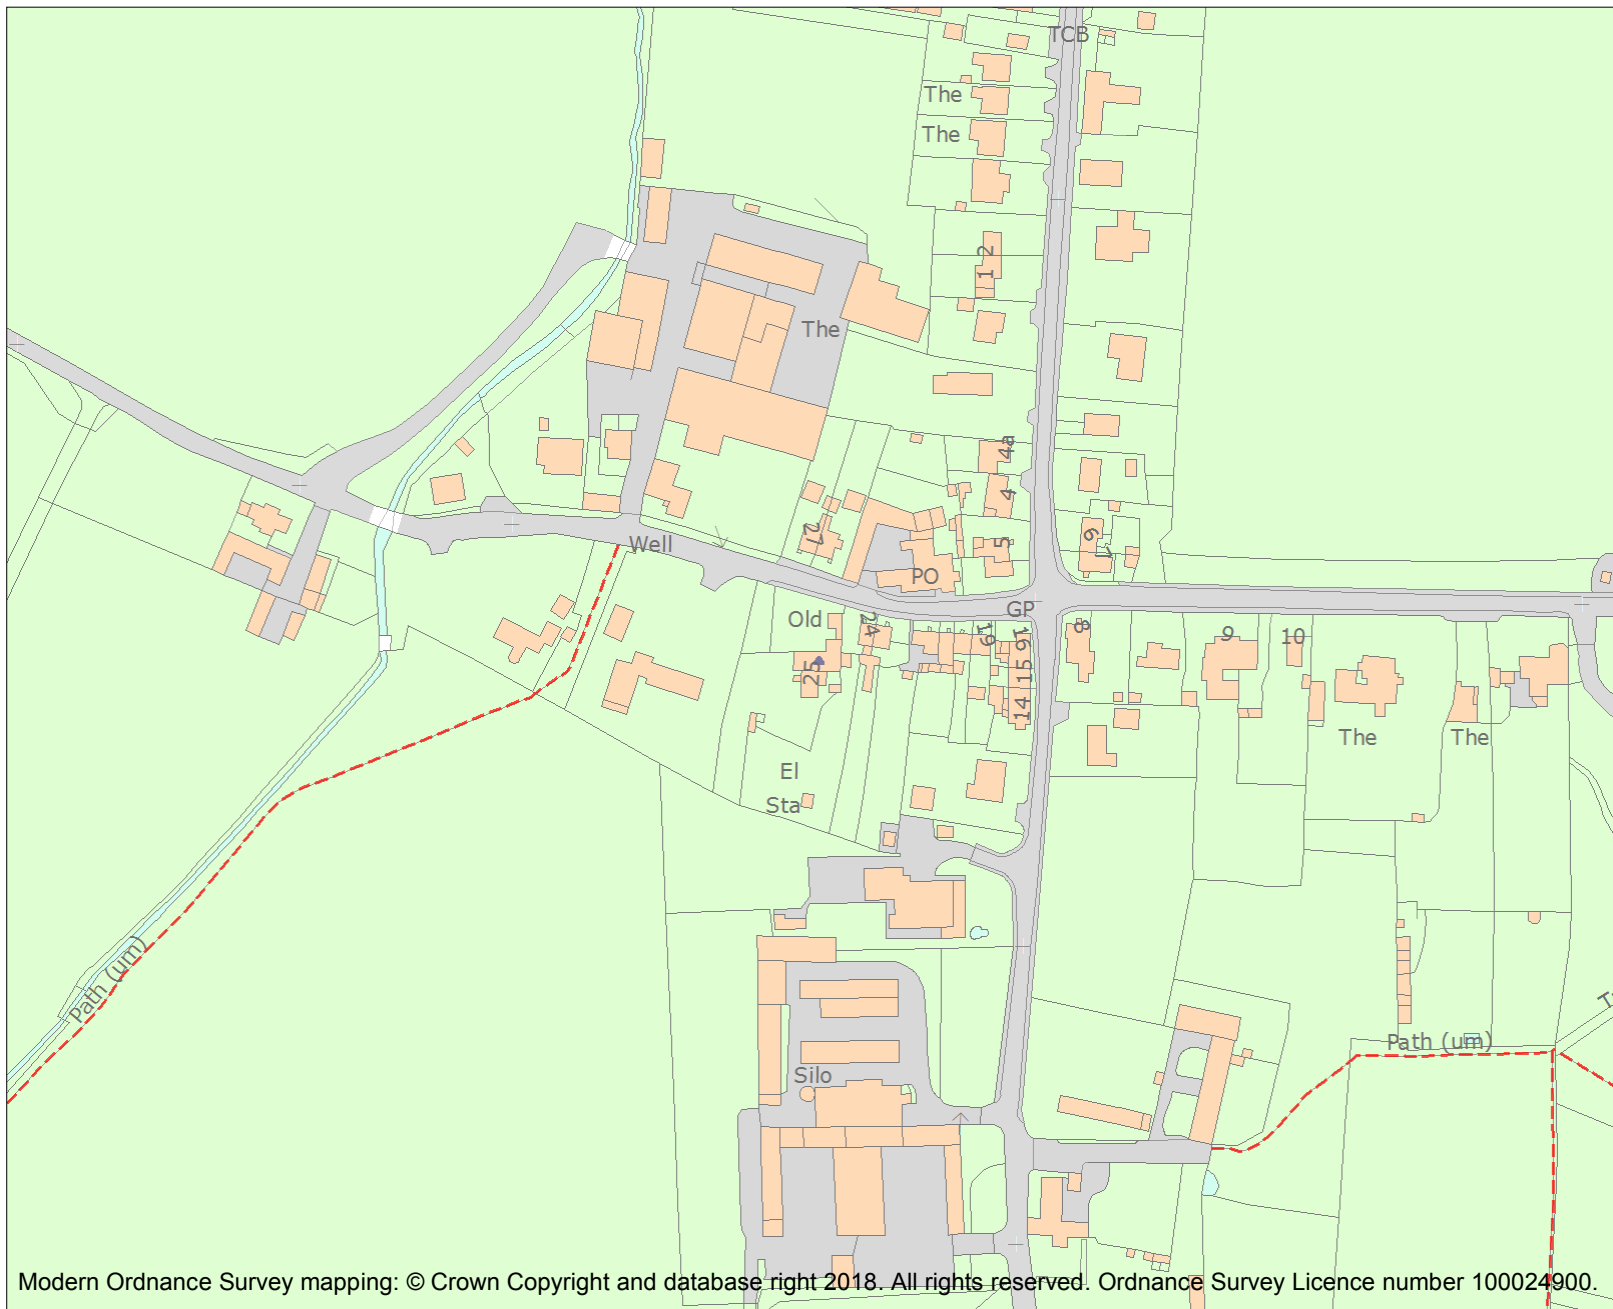 TCB
The
The
2
1
The
4a
4
27
5
6
7
Well
PO
GP
Old
24
19
16
8
9
10
25
15
14
The
The
El
Sta
Path (um)
Path (um)
Silo
Modern Ordnance Survey mapping: © Crown Copyright and database right 2018. All rights reserved. Ordnance Survey Licence number 100024900.